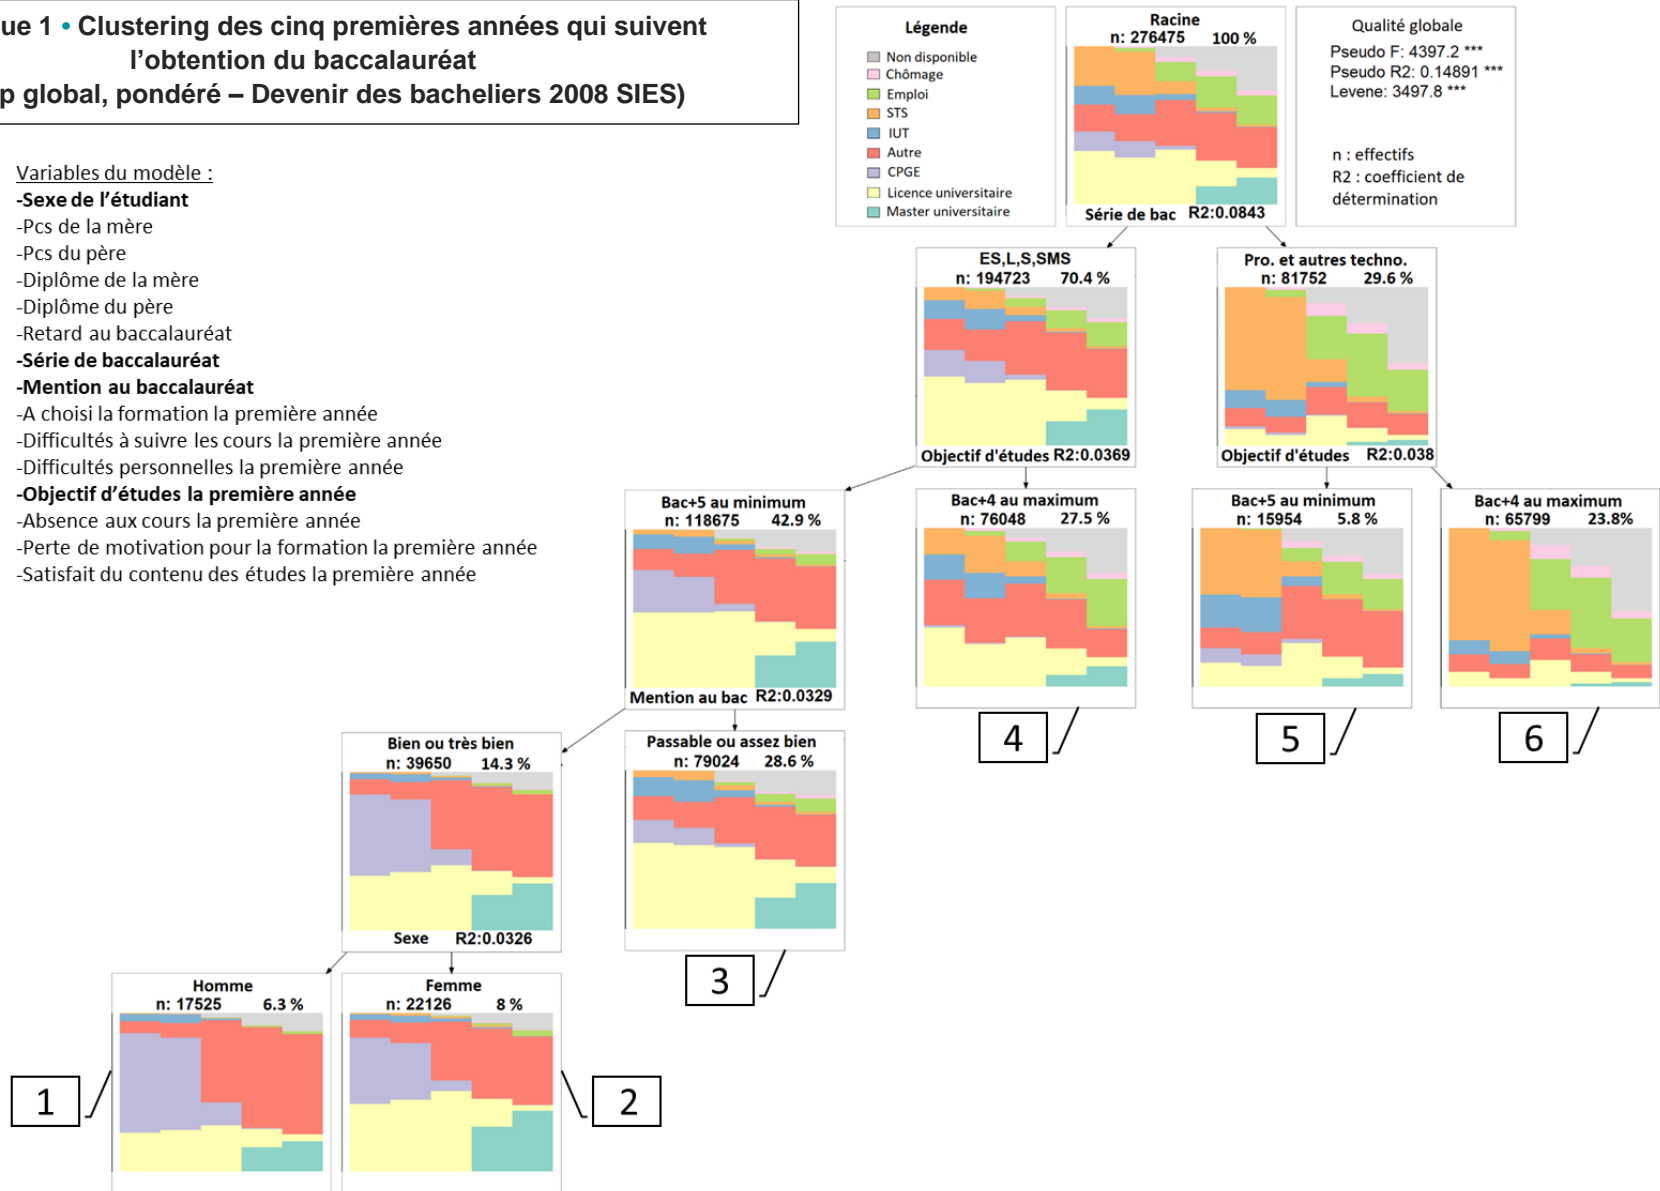 ue 1 • Clustering des cinq premières années qui suivent
l’obtention du baccalauréat
p global, pondéré – Devenir des bacheliers 2008 SIES)
Variables du modèle :
-Sexe de l’étudiant
-Pcs de la mère
-Pcs du père
-Diplôme de la mère
-Diplôme du père
-Retard au baccalauréat
-Série de baccalauréat
-Mention au baccalauréat
-A choisi la formation la première année
-Difficultés à suivre les cours la première année
-Difficultés personnelles la première année
-Objectif d’études la première année
-Absence aux cours la première année
-Perte de motivation pour la formation la première année
-Satisfait du contenu des études la première année
Légende
Non disponible
Chômage
Emploi
STS
IUT
Autre
CPGE
Licence universitaire
Master universitaire
Racine
n: 276475 100 %
Série de bac R2:0.0843
Qualité globale
Pseudo F: 4397.2 ***
Pseudo R2: 0.14891 ***
Levene: 3497.8 ***
n : effectifs
R2 : coefficient de
détermination
ES,L,S,SMS
n: 194723 70.4 %
Objectif d'études R2:0.0369
Pro. et autres techno.
n: 81752 29.6 %
Objectif d'études R2:0.038
Bac+5 au minimum
n: 118675 42.9 %
Mention au bac R2:0.0329
Bac+4 au maximum
n: 76048 27.5 %
4
Bac+5 au minimum
n: 15954 5.8 %
5
Bac+4 au maximum
n: 65799 23.8%
6
Bien ou très bien
n: 39650 14.3 %
Sexe R2:0.0326
Passable ou assez bien
n: 79024 28.6 %
3
Homme
n: 17525 6.3 %
1
Femme
n: 22126 8 %
2